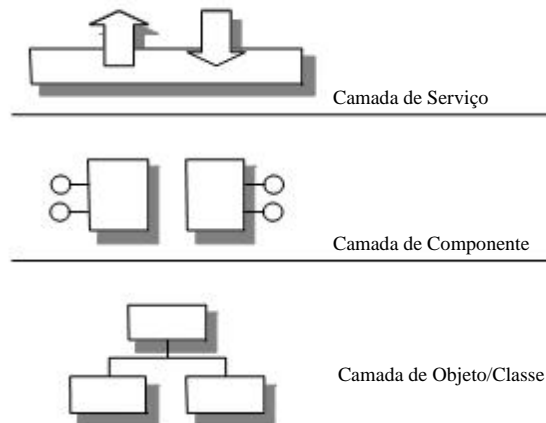 Camada de Serviço
Camada de Componente
Camada de Objeto/Classe